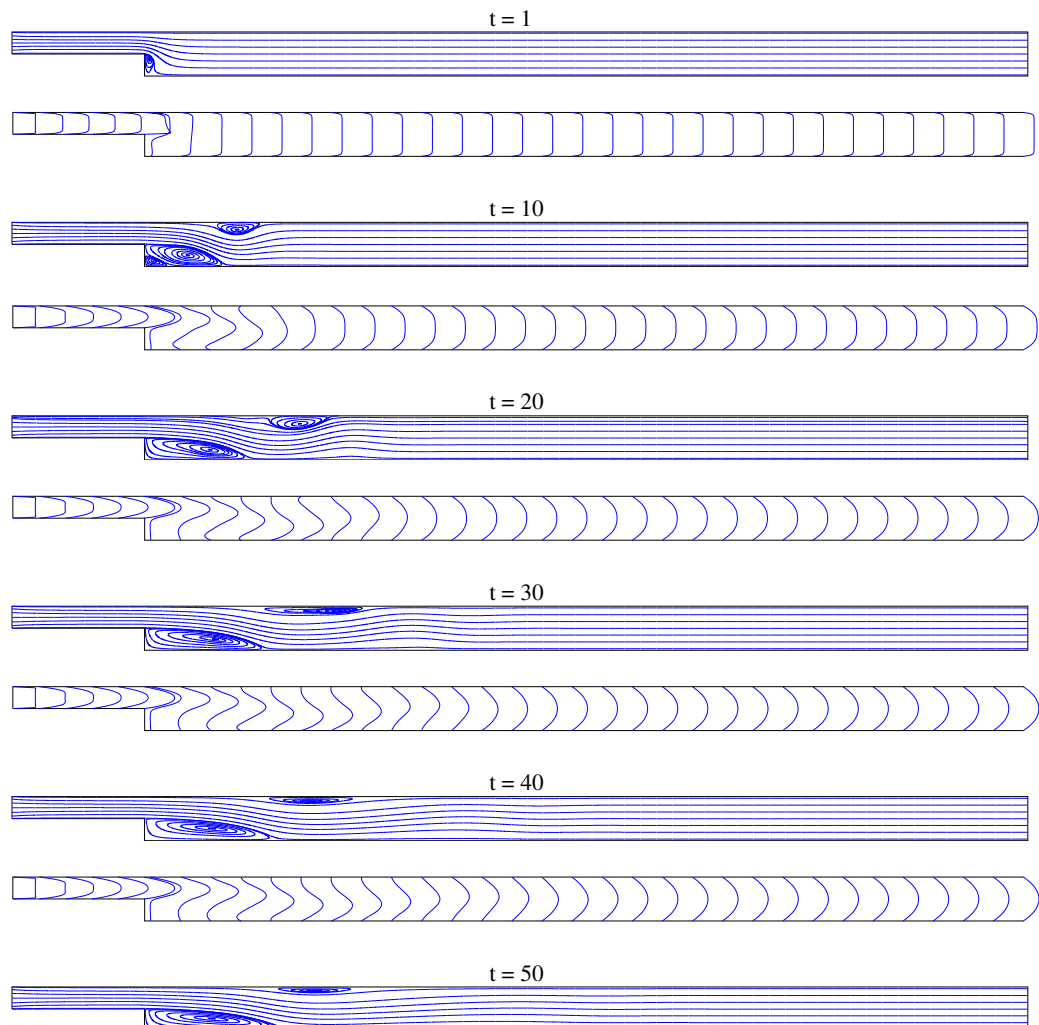 t = 1
t = 10
t = 20
t = 30
t = 40
t = 50